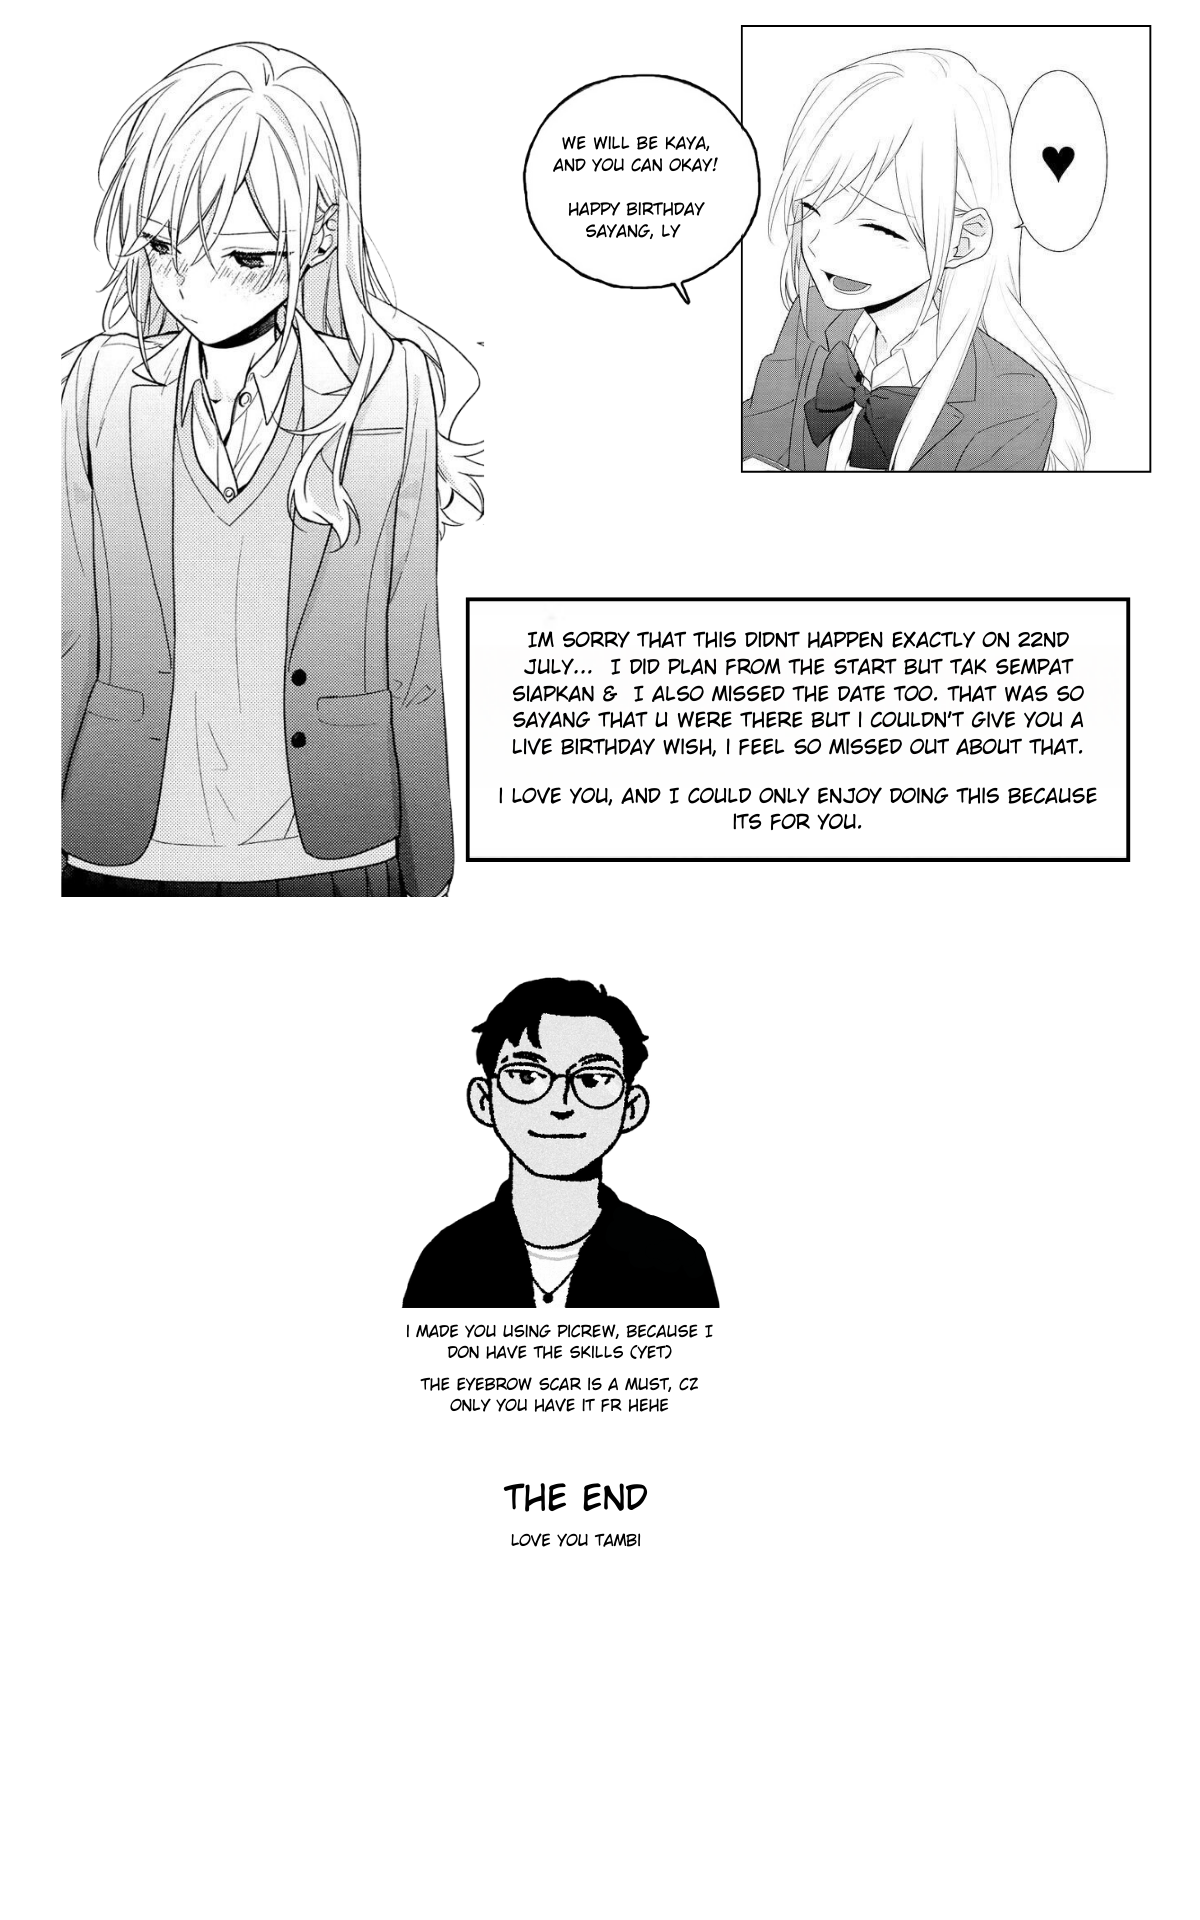 WE WILL BE KAYA,
AND YOU CAN OKAY!
HAPPY BIRTHDAY
SAYANG, LY
♥
IM SORRY THAT THIS DIDNT HAPPEN EXACTLY ON 22ND
JULY... I DID PLAN FROM THE START BUT TAK SEMPAT
SIAPKAN & I ALSO MISSED THE DATE TOO. THAT WAS SO
SAYANG THAT U WERE THERE BUT I COULDN'T GIVE YOU A
LIVE BIRTHDAY WISH, I FEEL SO MISSED OUT ABOUT THAT.
I LOVE YOU, AND I COULD ONLY ENJOY DOING THIS BECAUSE
ITS FOR YOU.
I MADE YOU USING PICREW, BECAUSE I
DON HAVE THE SKILLS (YET)
THE EYEBROW SCAR IS A MUST, CZ
ONLY YOU HAVE IT FR HEHE
THE END
LOVE YOU TAMBI